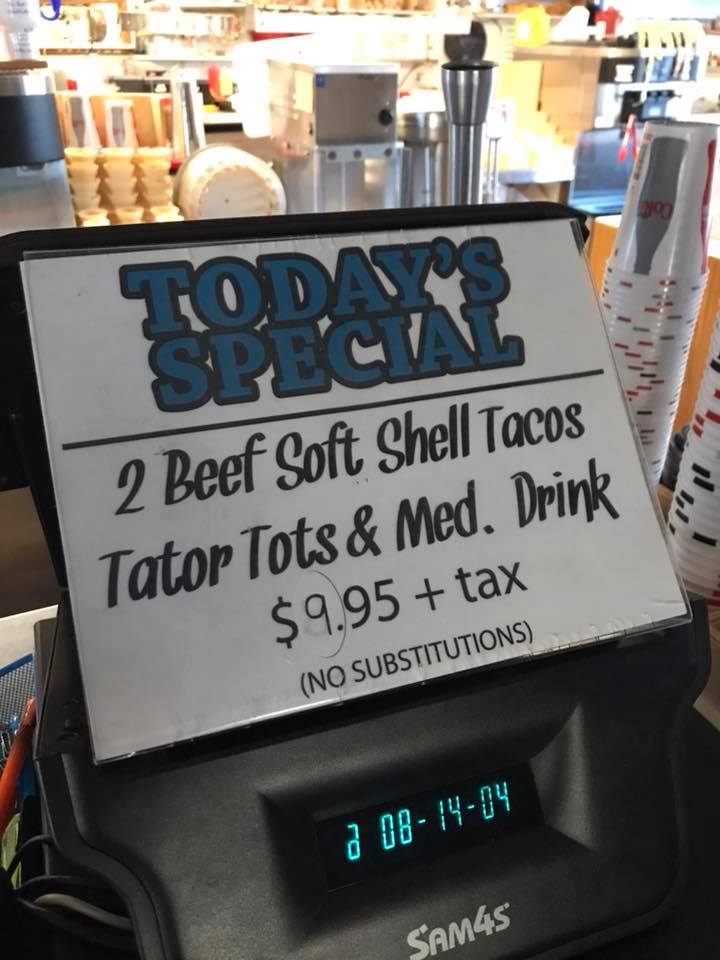 TODAY'S
SPECIAL
2 Beef Soft Shell Tacos
Tator Tots & Med. Drink
$9.95 + tax
(NO SUBSTITUTIONS)
a 08-14-04
SAM4S
Coke